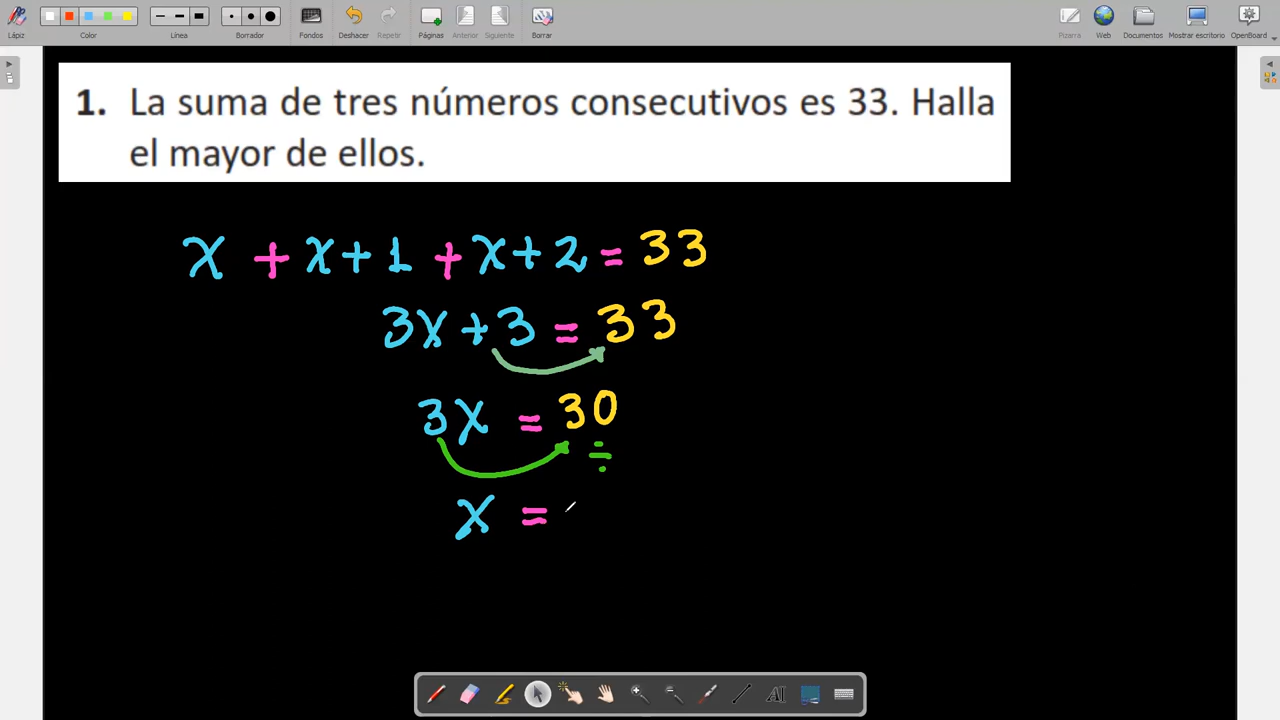 Lápiz Color Línea Borrador Fondos Deshacer Repetir Páginas Anterior Siguiente Borrar Pizarra Web Documentos Mostrar escritorio OpenBoard
1. La suma de tres números consecutivos es 33. Halla
el mayor de ellos.
x + x+1 + x+2 = 33
3x + 3 = 33
3x = 30
÷
x =
AI